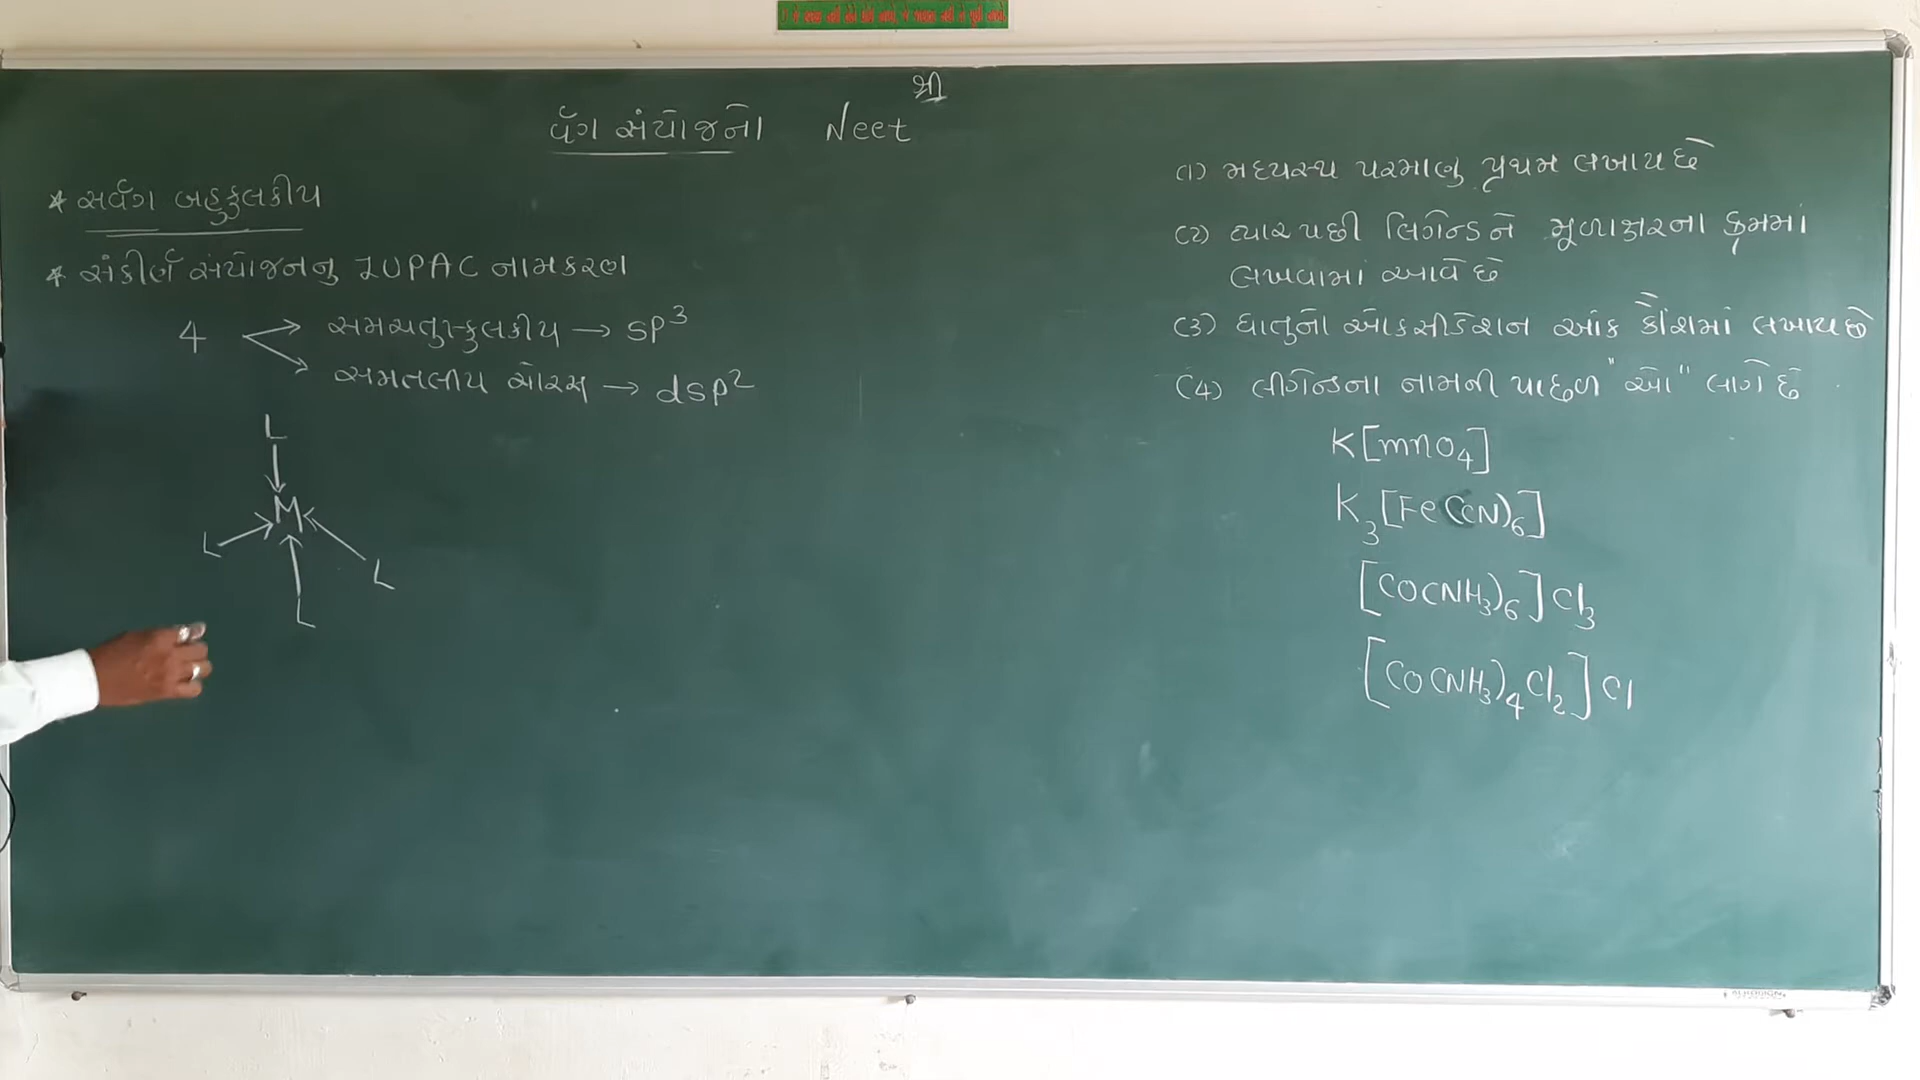 શ્રી
વર્ગ સંયોજનો Neet
* સર્વગ બહુફલકીય
* સંકીર્ણ સંયોજનનુ IUPAC નામકરણ
4
સમચતુષ્ફલકીય → sp³
સમતલીય ચોરસ → dsp²
L
M
L
L
L
(1) મધ્યસ્થ પરમાણુ પ્રથમ લખાય છે
(2) ત્યાર પછી લિગેન્ડને મૂળાક્ષરના ક્રમમાં
લખવામાં આવે છે
(3) ધાતુનો ઓકસીડેશન આંક કૌંશમાં લખાય છે
(4) લીગેન્ડના નામની પાછળ "ઓ" લાગે છે
K[mnO₄]
K₃[Fe(CN)₆]
[CO(NH₃)₆]Cl₃
[CO(NH₃)₄Cl₂]Cl